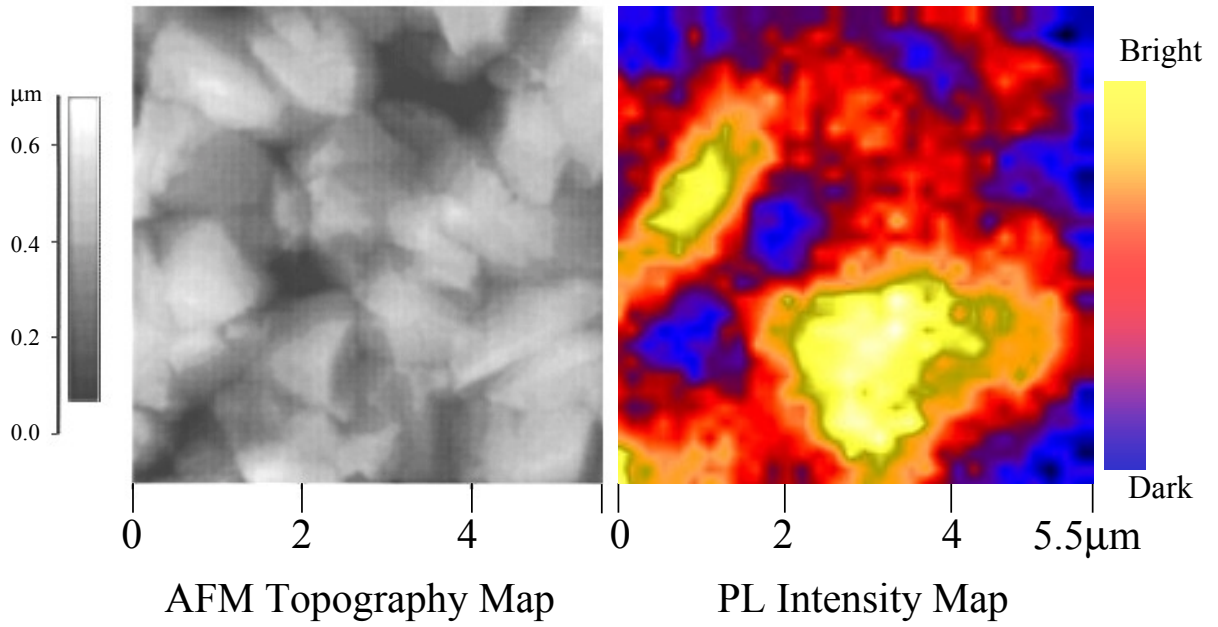 μm
0.6
0.4
0.2
0.0
0
2
4
AFM Topography Map
0
2
4
5.5μm
PL Intensity Map
Bright
Dark